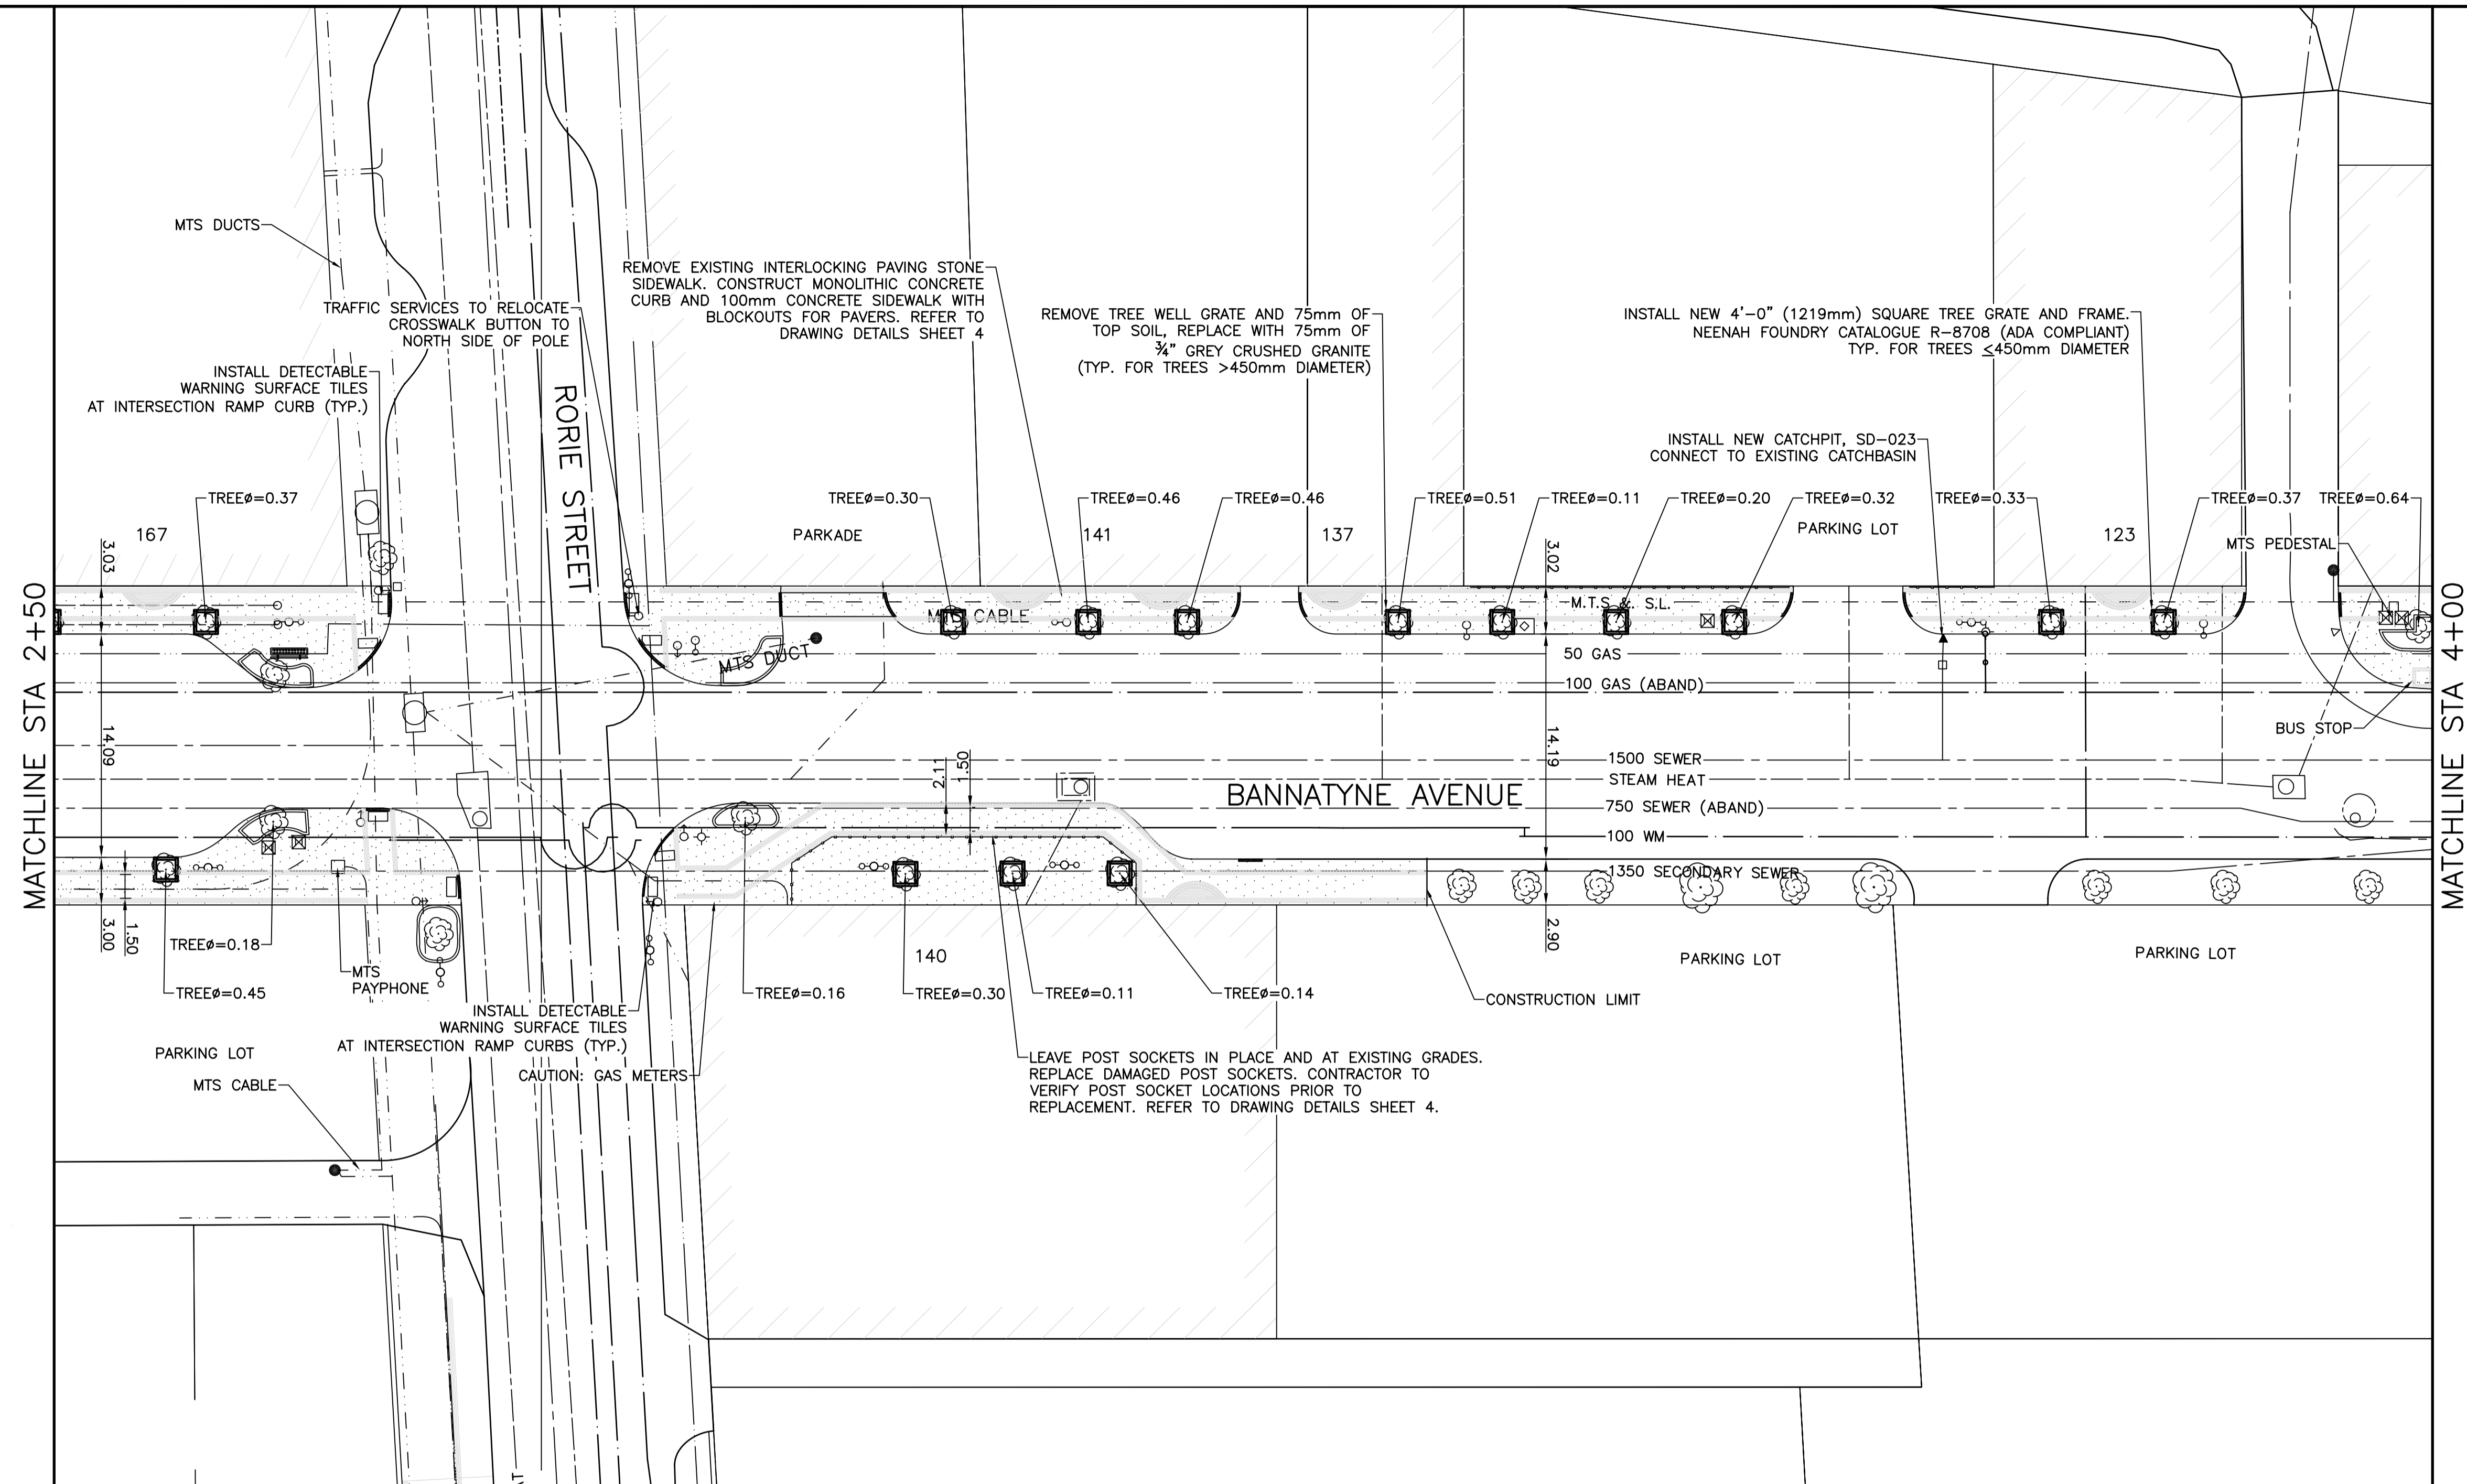 MATCHLINE STA 2+50
MTS DUCTS
TRAFFIC SERVICES TO RELOCATE
CROSSWALK BUTTON TO
NORTH SIDE OF POLE
INSTALL DETECTABLE
WARNING SURFACE TILES
AT INTERSECTION RAMP CURB (TYP.)
REMOVE EXISTING INTERLOCKING PAVING STONE
SIDEWALK. CONSTRUCT MONOLITHIC CONCRETE
CURB AND 100mm CONCRETE SIDEWALK WITH
BLOCKOUTS FOR PAVERS. REFER TO
DRAWING DETAILS SHEET 4
REMOVE TREE WELL GRATE AND 75mm OF
TOP SOIL, REPLACE WITH 75mm OF
¾" GREY CRUSHED GRANITE
(TYP. FOR TREES >450mm DIAMETER)
INSTALL NEW 4'-0" (1219mm) SQUARE TREE GRATE AND FRAME.
NEENAH FOUNDRY CATALOGUE R-8708 (ADA COMPLIANT)
TYP. FOR TREES ≤450mm DIAMETER
INSTALL NEW CATCHPIT, SD-023
CONNECT TO EXISTING CATCHBASIN
RORIE STREET
TREEø=0.37
TREEø=0.30
TREEø=0.46
TREEø=0.46
TREEø=0.51
TREEø=0.11
TREEø=0.20
TREEø=0.32
TREEø=0.33
TREEø=0.37
TREEø=0.64
167
PARKADE
141
137
PARKING LOT
123
MTS PEDESTAL
3.03
3.02
MTS CABLE
M.T.S. & S.L.
MTS DUCT
50 GAS
100 GAS (ABAND)
BUS STOP
14.09
2.11
1.50
14.19
1500 SEWER
STEAM HEAT
BANNATYNE AVENUE
750 SEWER (ABAND)
100 WM
1350 SECONDARY SEWER
3.00
1.50
2.90
TREEø=0.18
MTS
PAYPHONE
TREEø=0.45
140
TREEø=0.16
TREEø=0.30
TREEø=0.11
TREEø=0.14
CONSTRUCTION LIMIT
PARKING LOT
PARKING LOT
INSTALL DETECTABLE
WARNING SURFACE TILES
AT INTERSECTION RAMP CURBS (TYP.)
CAUTION: GAS METERS
PARKING LOT
MTS CABLE
LEAVE POST SOCKETS IN PLACE AND AT EXISTING GRADES.
REPLACE DAMAGED POST SOCKETS. CONTRACTOR TO
VERIFY POST SOCKET LOCATIONS PRIOR TO
REPLACEMENT. REFER TO DRAWING DETAILS SHEET 4.
MATCHLINE STA 4+00